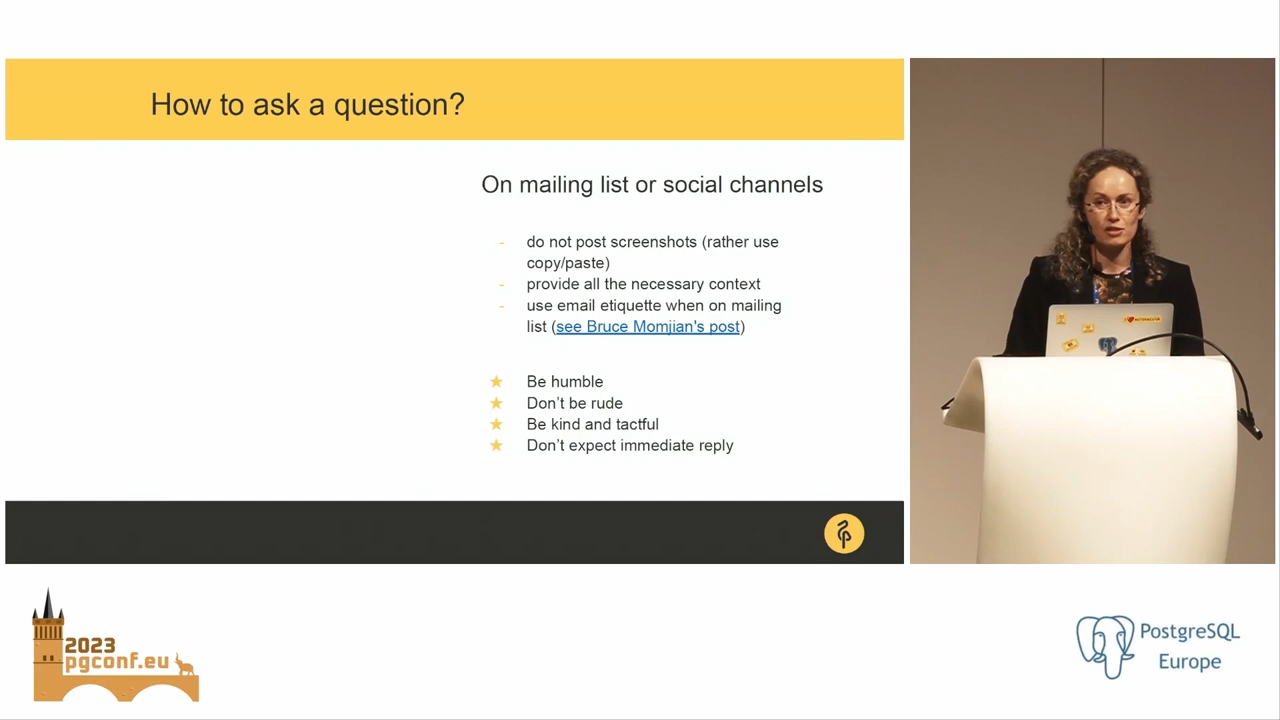 How to ask a question?
On mailing list or social channels
- do not post screenshots (rather use
copy/paste)
- provide all the necessary context
- use email etiquette when on mailing
list (see Bruce Momjian's post)
★ Be humble
★ Don't be rude
★ Be kind and tactful
★ Don't expect immediate reply
2023
pgconf.eu
PostgreSQL
Europe